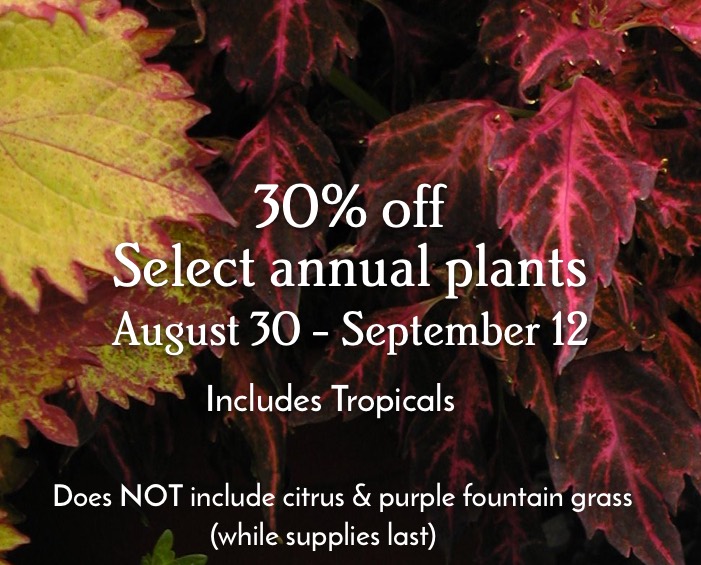 30% off
Select annual plants
August 30 - September 12
Includes Tropicals
Does NOT include citrus & purple fountain grass
(while supplies last)